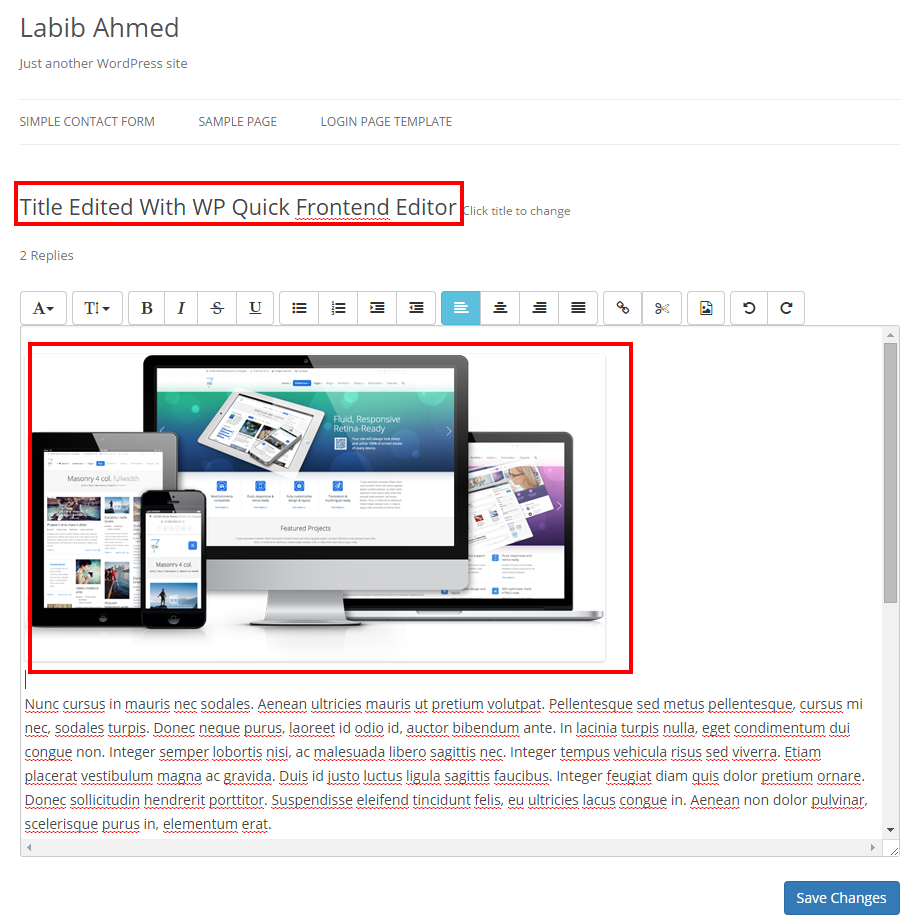 Labib Ahmed
Just another WordPress site
SIMPLE CONTACT FORM SAMPLE PAGE LOGIN PAGE TEMPLATE
Title Edited With WP Quick Frontend Editor Click title to change
2 Replies
A T B I S U
Fluid, Responsive
Retina-Ready
Masonry 4 col. fullwidth
Featured Projects
Masonry 4 col.
Nunc cursus in mauris nec sodales. Aenean ultricies mauris ut pretium volutpat. Pellentesque sed metus pellentesque, cursus mi
nec, sodales turpis. Donec neque purus, laoreet id odio id, auctor bibendum ante. In lacinia turpis nulla, eget condimentum dui
congue non. Integer semper lobortis nisi, ac malesuada libero sagittis nec. Integer tempus vehicula risus sed viverra. Etiam
placerat vestibulum magna ac gravida. Duis id justo luctus ligula sagittis faucibus. Integer feugiat diam quis dolor pretium ornare.
Donec sollicitudin hendrerit porttitor. Suspendisse eleifend tincidunt felis, eu ultricies lacus congue in. Aenean non dolor pulvinar,
scelerisque purus in, elementum erat.
Save Changes